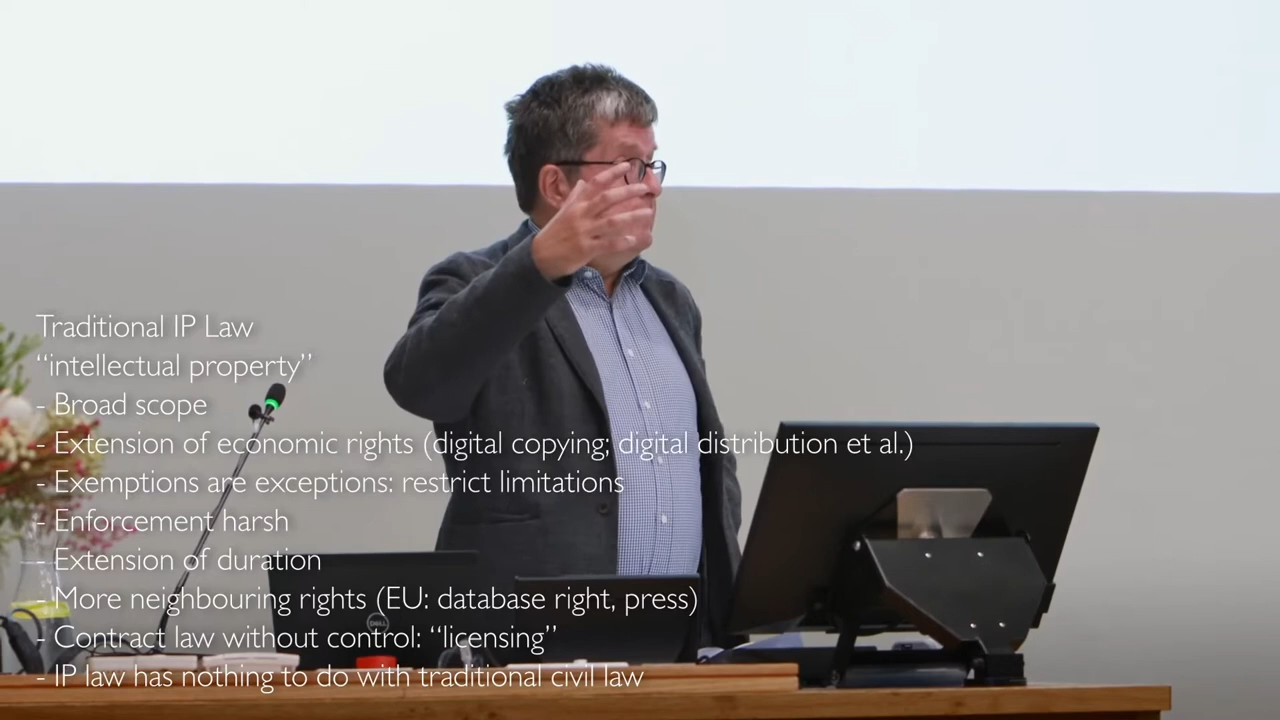 Traditional IP Law
“intellectual property”
- Broad scope
- Extension of economic rights (digital copying; digital distribution et al.)
- Exemptions are exceptions: restrict limitations
- Enforcement harsh
- Extension of duration
- More neighbouring rights (EU: database right, press)
- Contract law without control: “licensing”
- IP law has nothing to do with traditional civil law
DELL